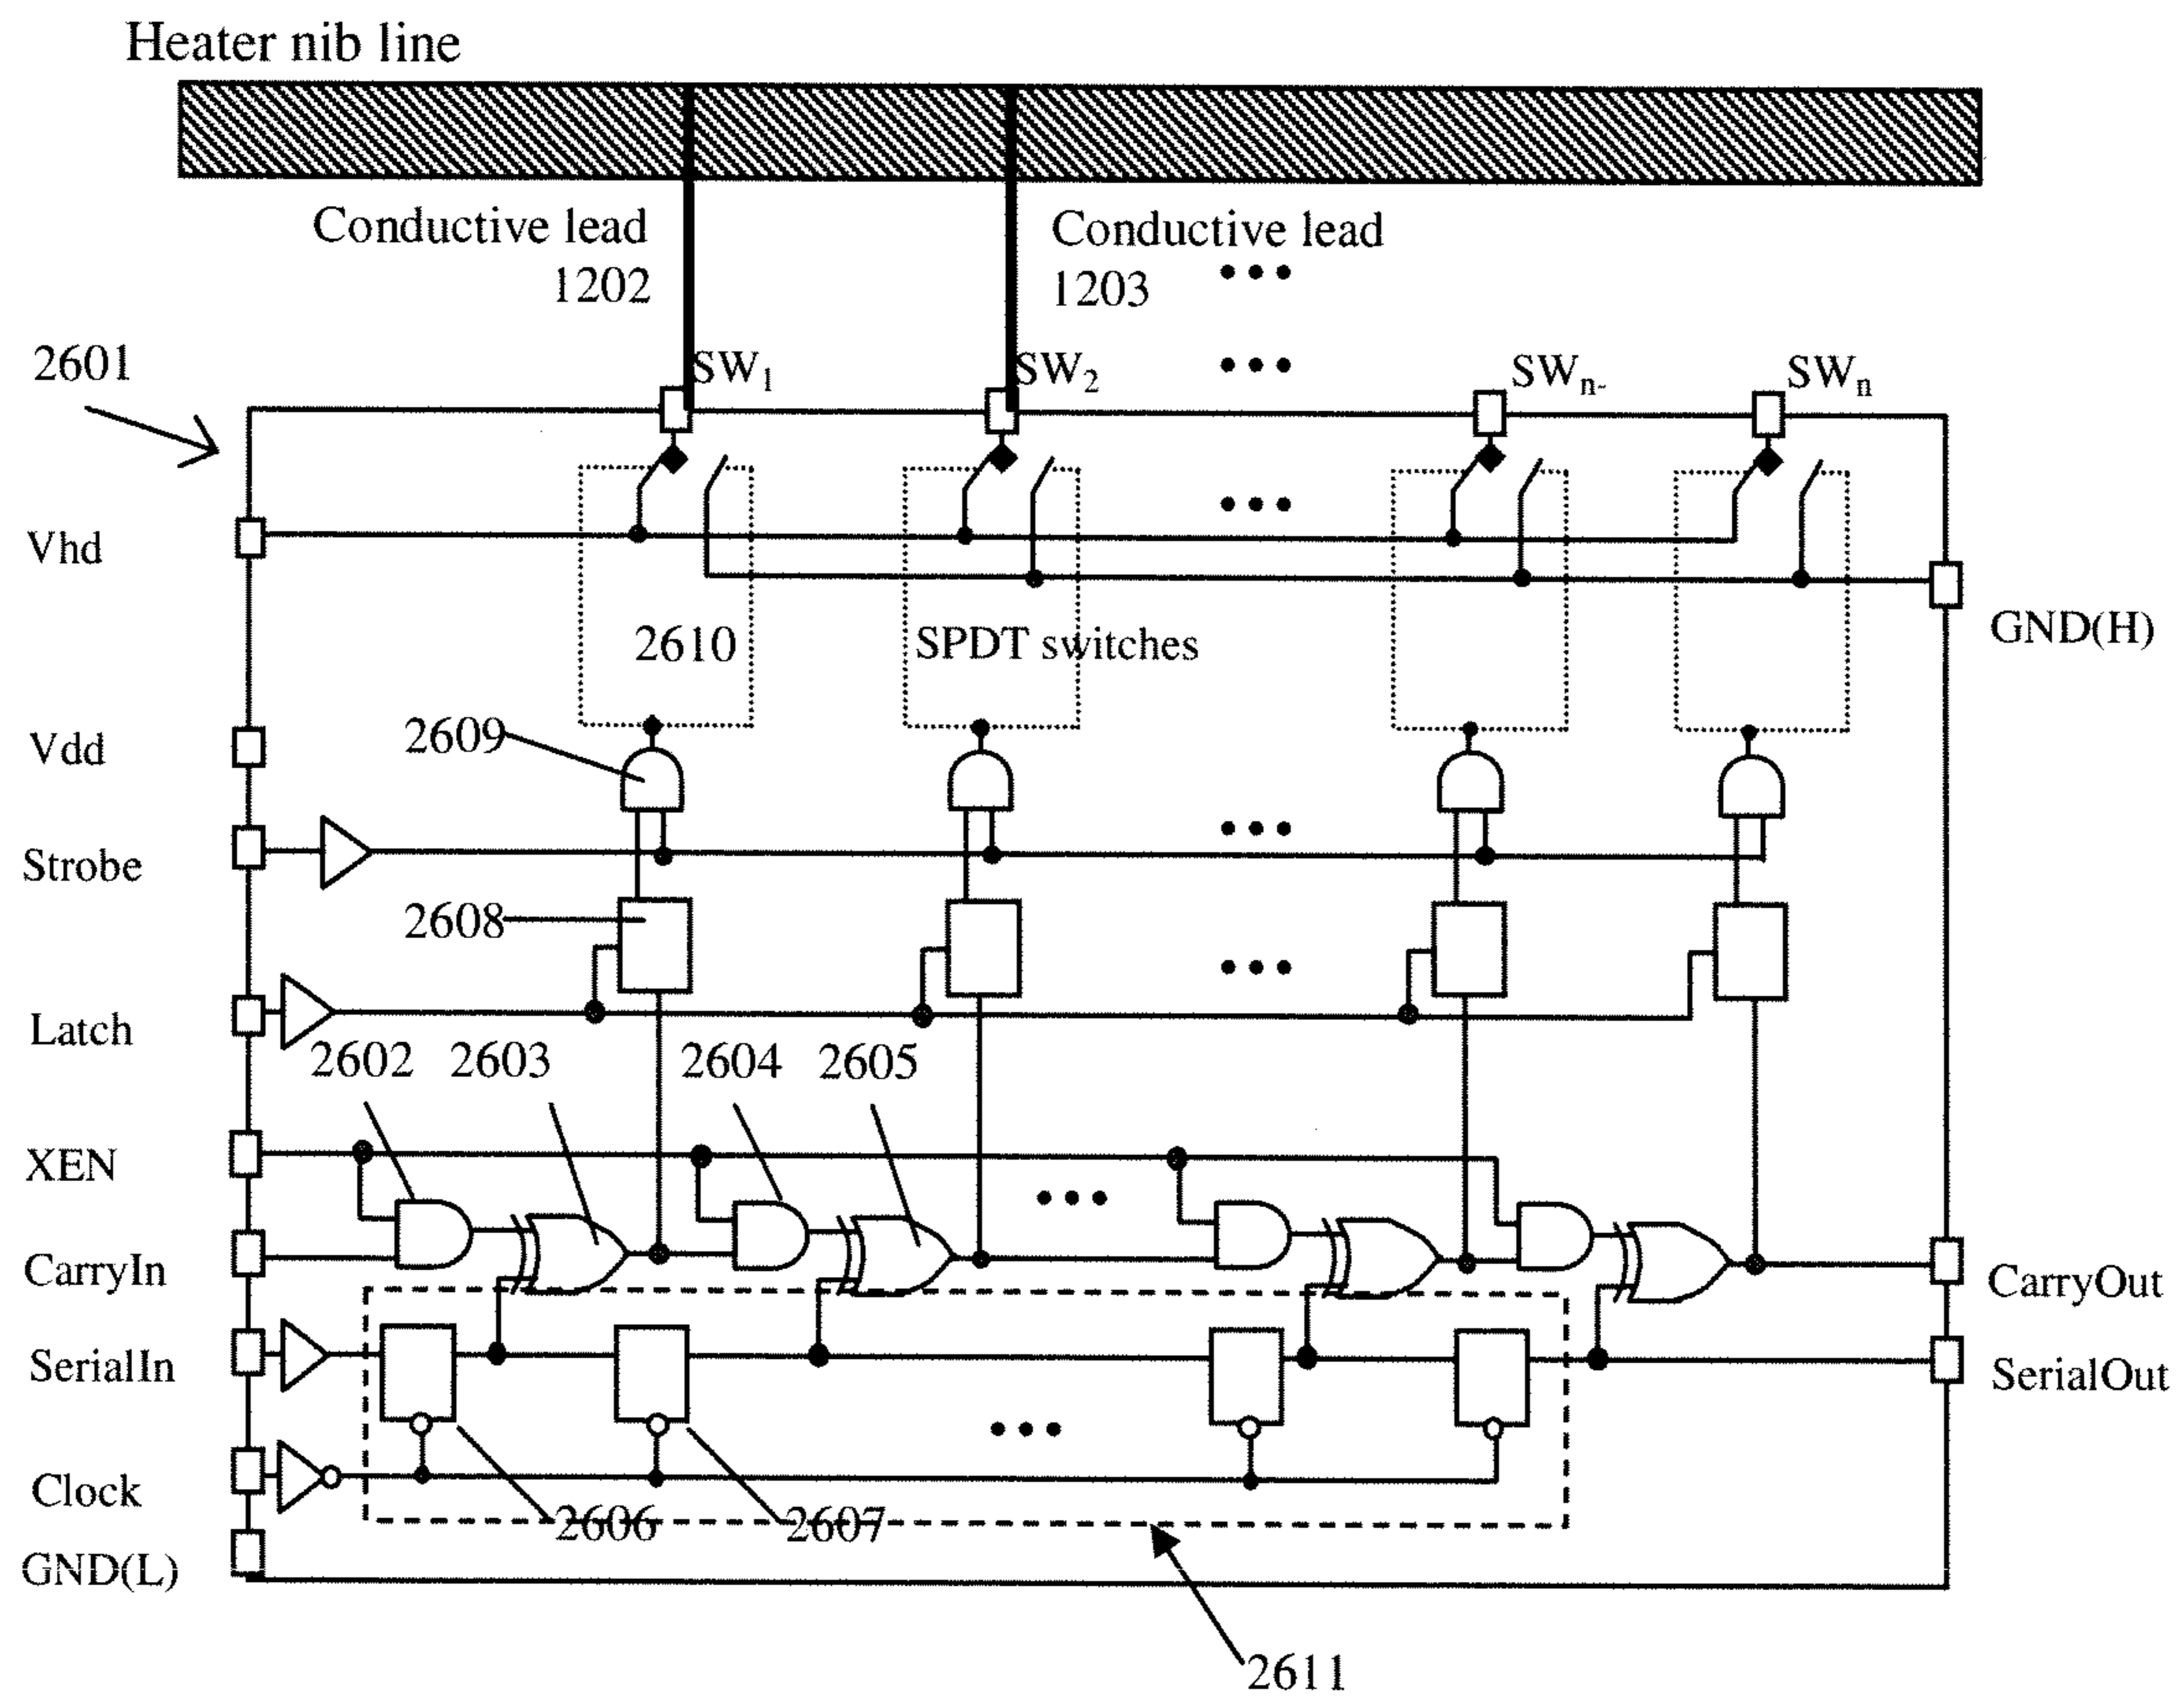 Heater nib line
Conductive lead
1202
Conductive lead
1203
2601
SW1
SW2
SWn-
SWn
Vhd
GND(H)
2610
SPDT switches
Vdd
2609
Strobe
2608
Latch
2602
2603
2604
2605
XEN
CarryIn
CarryOut
SerialIn
SerialOut
Clock
2606
2607
GND(L)
2611